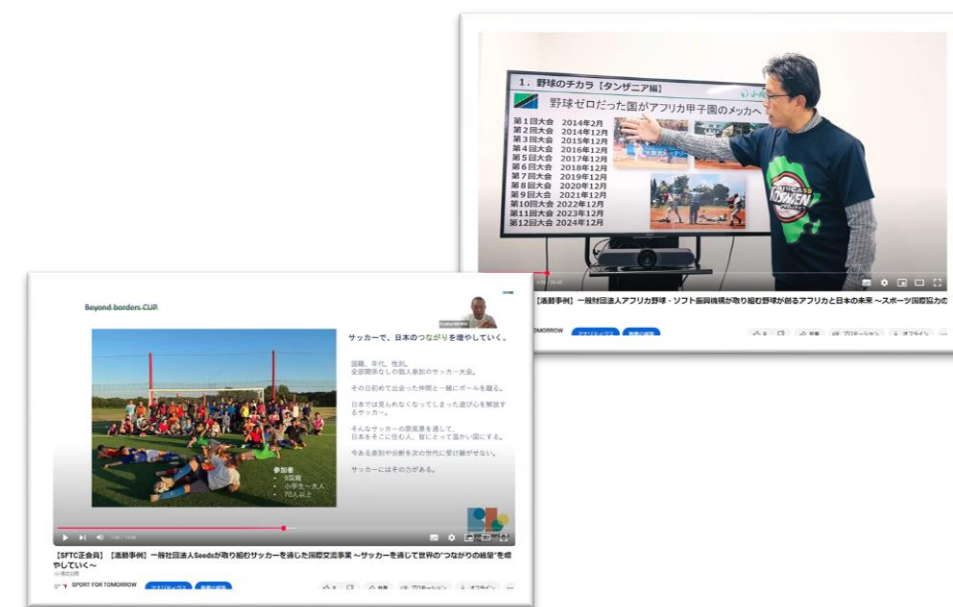 1．野球のチカラ【タンザニア編】
野球ゼロだった国がアフリカ甲子園のメッカへ
第1回大会 2014年2月
第2回大会 2014年12月
第3回大会 2015年12月
第4回大会 2016年12月
第5回大会 2017年12月
第6回大会 2018年12月
第7回大会 2019年12月
第8回大会 2020年12月
第9回大会 2021年12月
第10回大会 2022年12月
第11回大会 2023年12月
第12回大会 2024年12月
【活動事例】一般財団法人アフリカ野球・ソフト振興機構が取り組む野球が創るアフリカと日本の未来 ～スポーツ国際協力の
アナリティクス
動画の編集
8
共有
プロモーション
オフライン
Beyond borders CUP
サッカーで、日本のつながりを増やしていく。
国籍、年代、性別。
全部関係なしの個人参加のサッカー大会。
その日初めて出会った仲間と一緒にボールを蹴る。
日本では見られなくなってしまった遊び心を解放す
るサッカー。
そんなサッカーの原風景を通して、
日本をそこに住む人、皆にとって温かい国にする。
今ある差別や分断を次の世代に受け継がせない。
サッカーにはその力がある。
参加者
• 9国籍
• 小学生～大人
• 70人以上
【SFTC正会員】【活動事例】一般社団法人Seedsが取り組むサッカーを通じた国際交流事業 ～サッカーを通じて世界の“つながりの総量”を増
やしていく～
SPORT FOR TOMORROW
アナリティクス
動画の編集
8
共有
プロモーション
オフライン